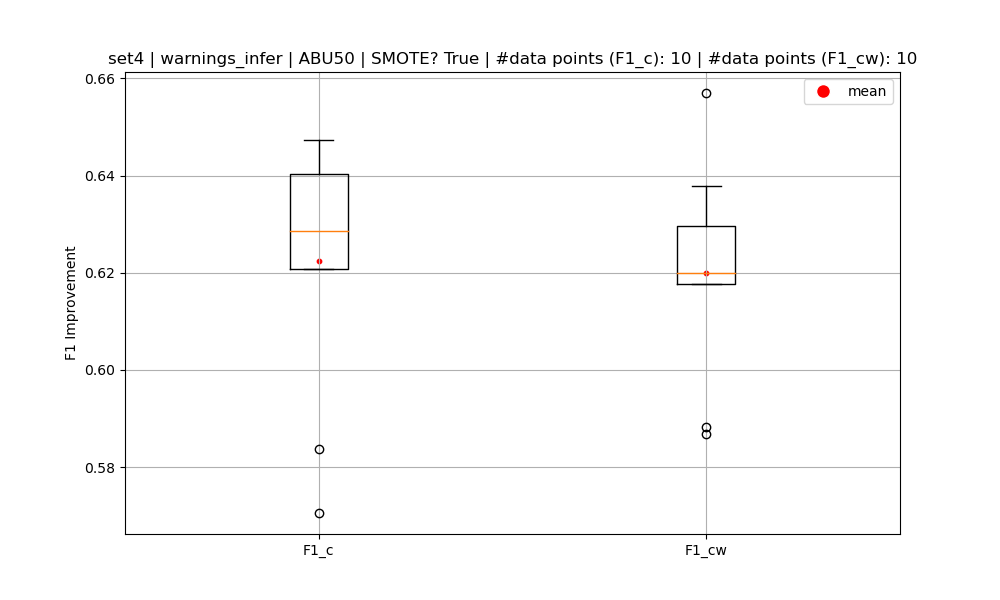 set4 | warnings_infer | ABU50 | SMOTE? True | #data points (F1_c): 10 | #data points (F1_cw): 10
mean
0.66
0.64
0.62
0.60
0.58
F1 Improvement
F1_c
F1_cw